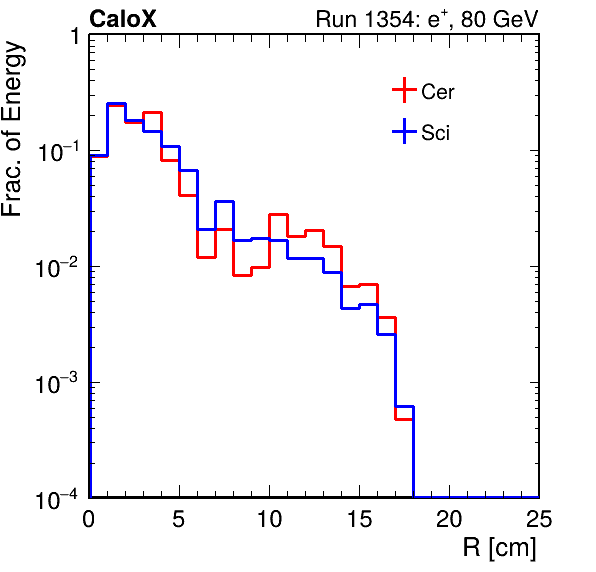 CaloX
Run 1354: e⁺, 80 GeV
Frac. of Energy
1
10⁻¹
10⁻²
10⁻³
10⁻⁴
Cer
Sci
0 5 10 15 20 25
R [cm]